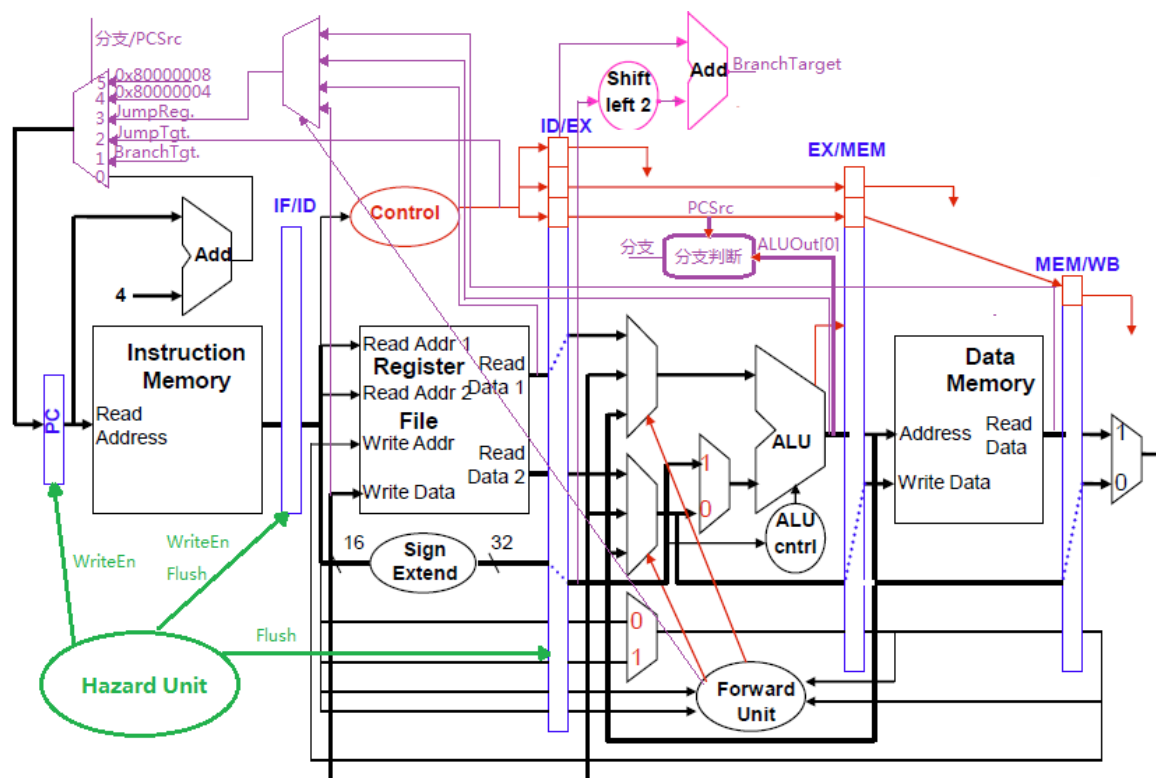 分支/PCSrc
5
0x80000008
4
0x80000004
3
JumpReg.
2
JumpTgt.
1
BranchTgt.
0
Add
4
IF/ID
Control
ID/EX
Shift
left 2
Add
BranchTarget
EX/MEM
PCSrc
分支
分支判断
ALUOut[0]
MEM/WB
PC
Instruction
Memory
Read
Address
Read Addr 1
Register
Read Addr 2
File
Write Addr
Write Data
Read
Data 1
Read
Data 2
16
Sign
Extend
32
1
0
ALU
ALU
cntrl
Data
Memory
Address
Read
Data
Write Data
1
0
0
1
Forward
Unit
WriteEn
WriteEn
Flush
Flush
Hazard Unit